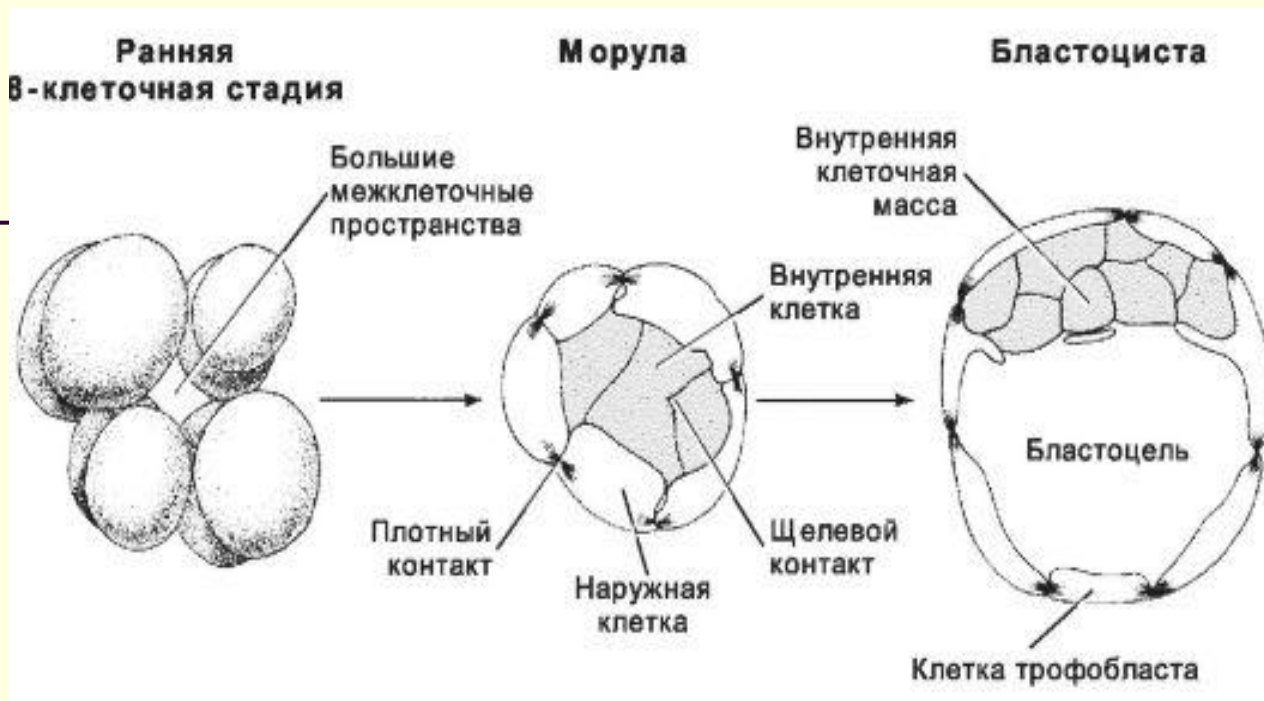 Ранняя
8-клеточная стадия
Морула
Бластоциста
Большие
межклеточные
пространства
Внутренняя
клетка
Внутренняя
клеточная
масса
Плотный
контакт
Наружная
клетка
Щелевой
контакт
Бластоцель
Клетка трофобласта